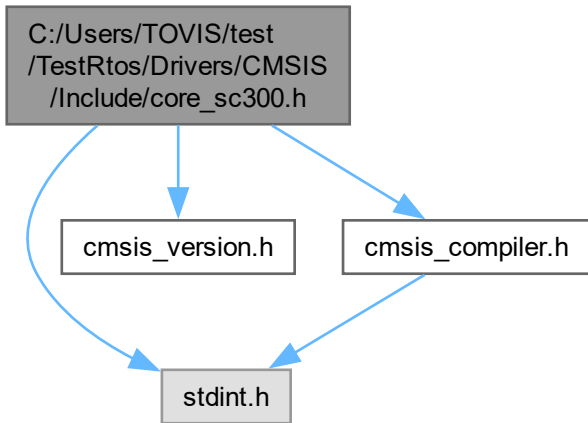 C:/Users/TOVIS/test
/TestRtos/Drivers/CMSIS
/Include/core_sc300.h
cmsis_version.h
cmsis_compiler.h
stdint.h